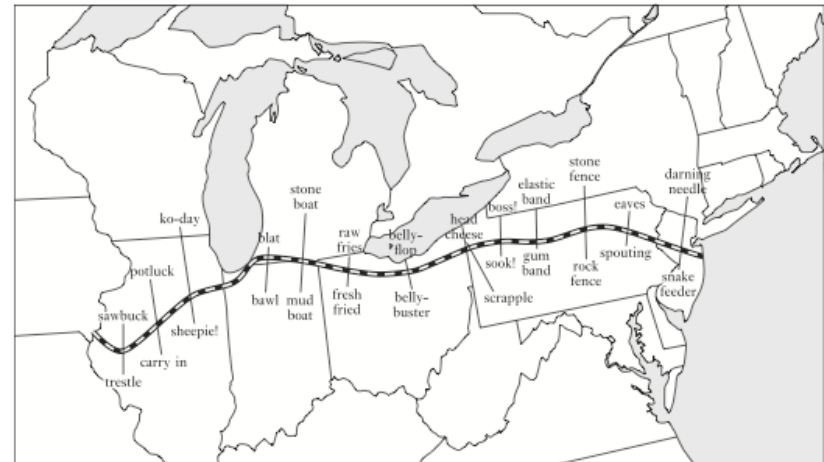 sawbuck
trestle
potluck
carry in
ko-day
sheepie!
blat
bawl
stone
boat
mud
boat
raw
fries
fresh
fried
belly-
flop
belly-
buster
head
cheese
scrapple
boss!
sook!
elastic
band
gum
band
stone
fence
rock
fence
eaves
spouting
darning
needle
snake
feeder